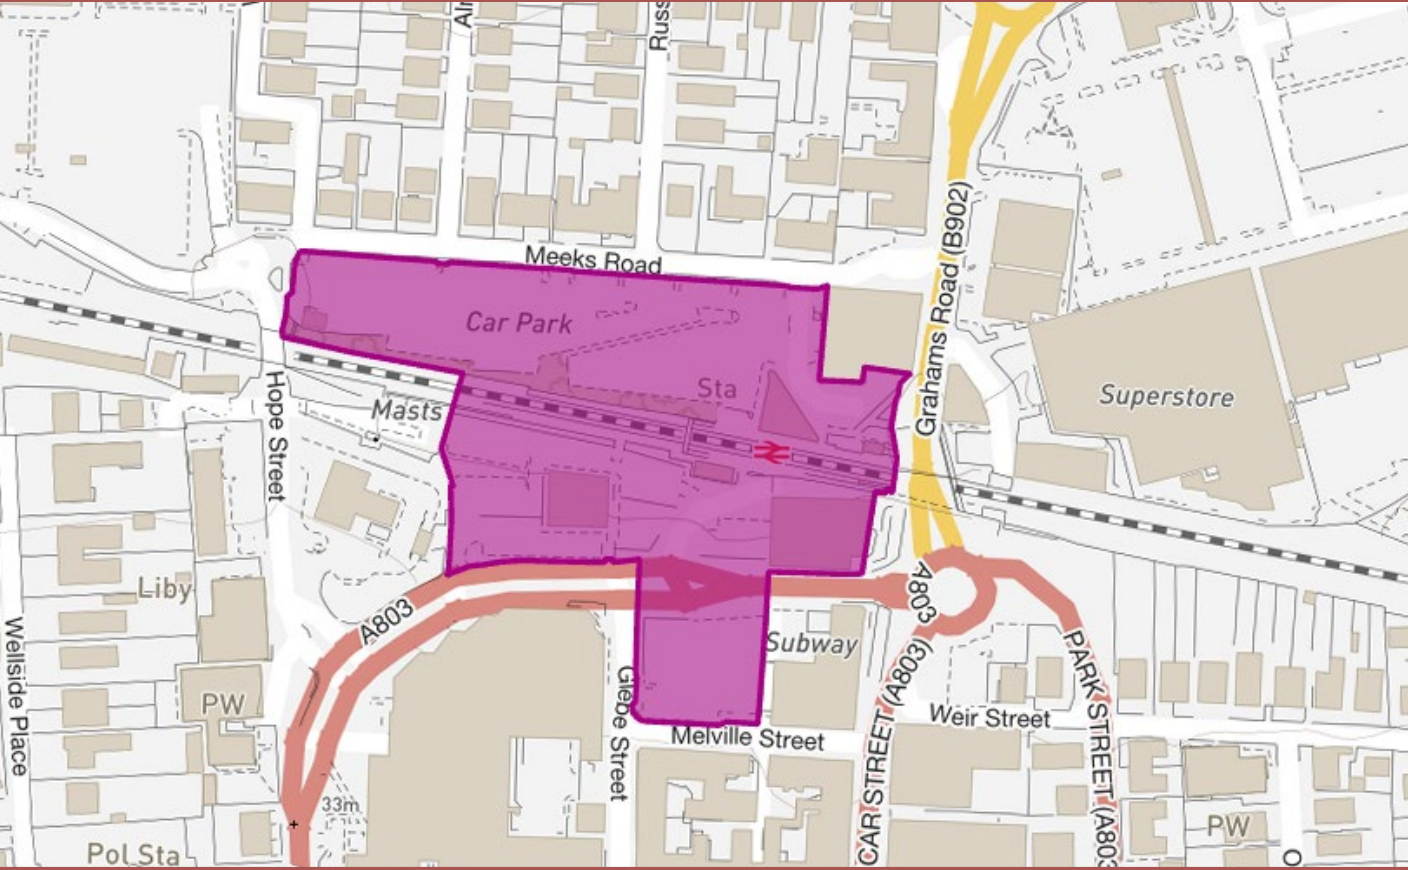 Meeks Road
Grahams Road (B902)
Car Park
Sta
Superstore
Masts
Hope Street
Liby
A803
A803
Subway
PW
Wellside Place
Glebe Street
Melville Street
Weir Street
PARK STREET (A803
CAR STREET (A803)
33m
PW
Pol Sta